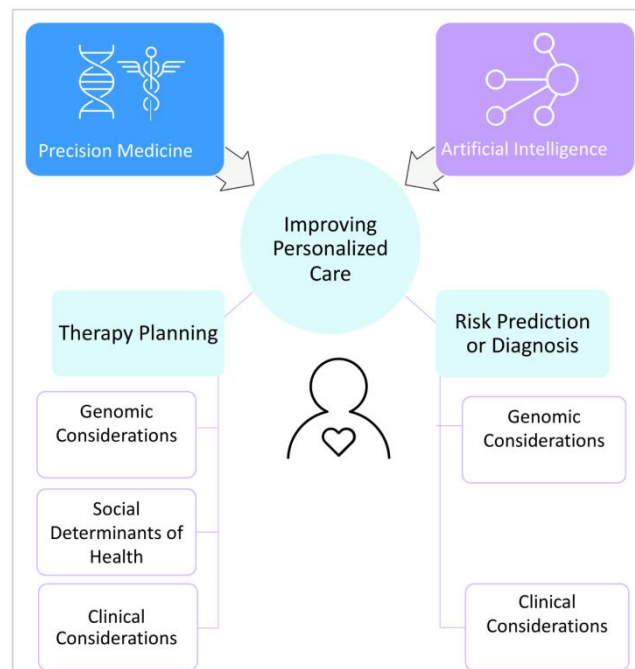 Precision Medicine
Artificial Intelligence
Improving
Personalized
Care
Therapy Planning
Risk Prediction
or Diagnosis
Genomic
Considerations
Social
Determinants of
Health
Clinical
Considerations
Genomic
Considerations
Clinical
Considerations